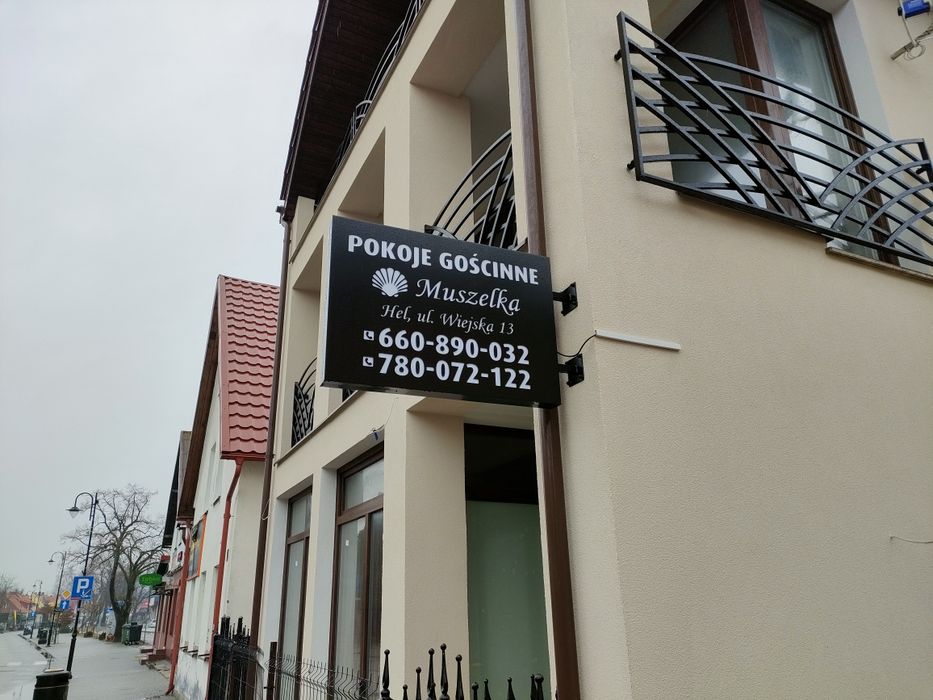 POKOJE GOŚCINNE
Muszelka
Hel, ul. Wiejska 13
660-890-032
780-072-122
P